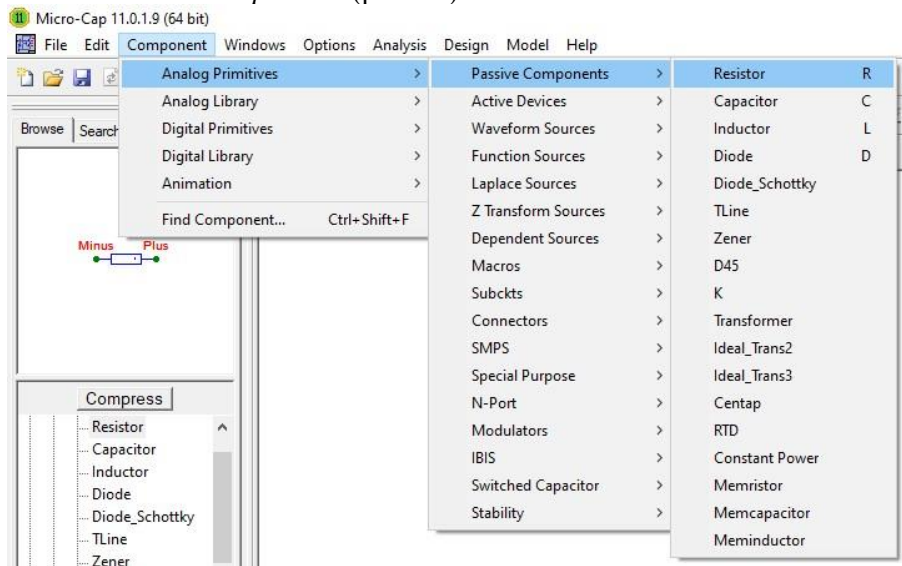 11 Micro-Cap 11.0.1.9 (64 bit)
File Edit Component Windows Options Analysis Design Model Help
Analog Primitives >
Analog Library >
Digital Primitives >
Digital Library >
Animation >
Find Component... Ctrl+Shift+F
Passive Components >
Active Devices >
Waveform Sources >
Function Sources >
Laplace Sources >
Z Transform Sources >
Dependent Sources >
Macros >
Subckts >
Connectors >
SMPS >
Special Purpose >
N-Port >
Modulators >
IBIS >
Switched Capacitor >
Stability >
Resistor R
Capacitor C
Inductor L
Diode D
Diode_Schottky
TLine
Zener
D45
K
Transformer
Ideal_Trans2
Ideal_Trans3
Centap
RTD
Constant Power
Memristor
Memcapacitor
Meminductor
Browse Search
Minus Plus
Compress
Resistor
Capacitor
Inductor
Diode
Diode_Schottky
TLine
Zener